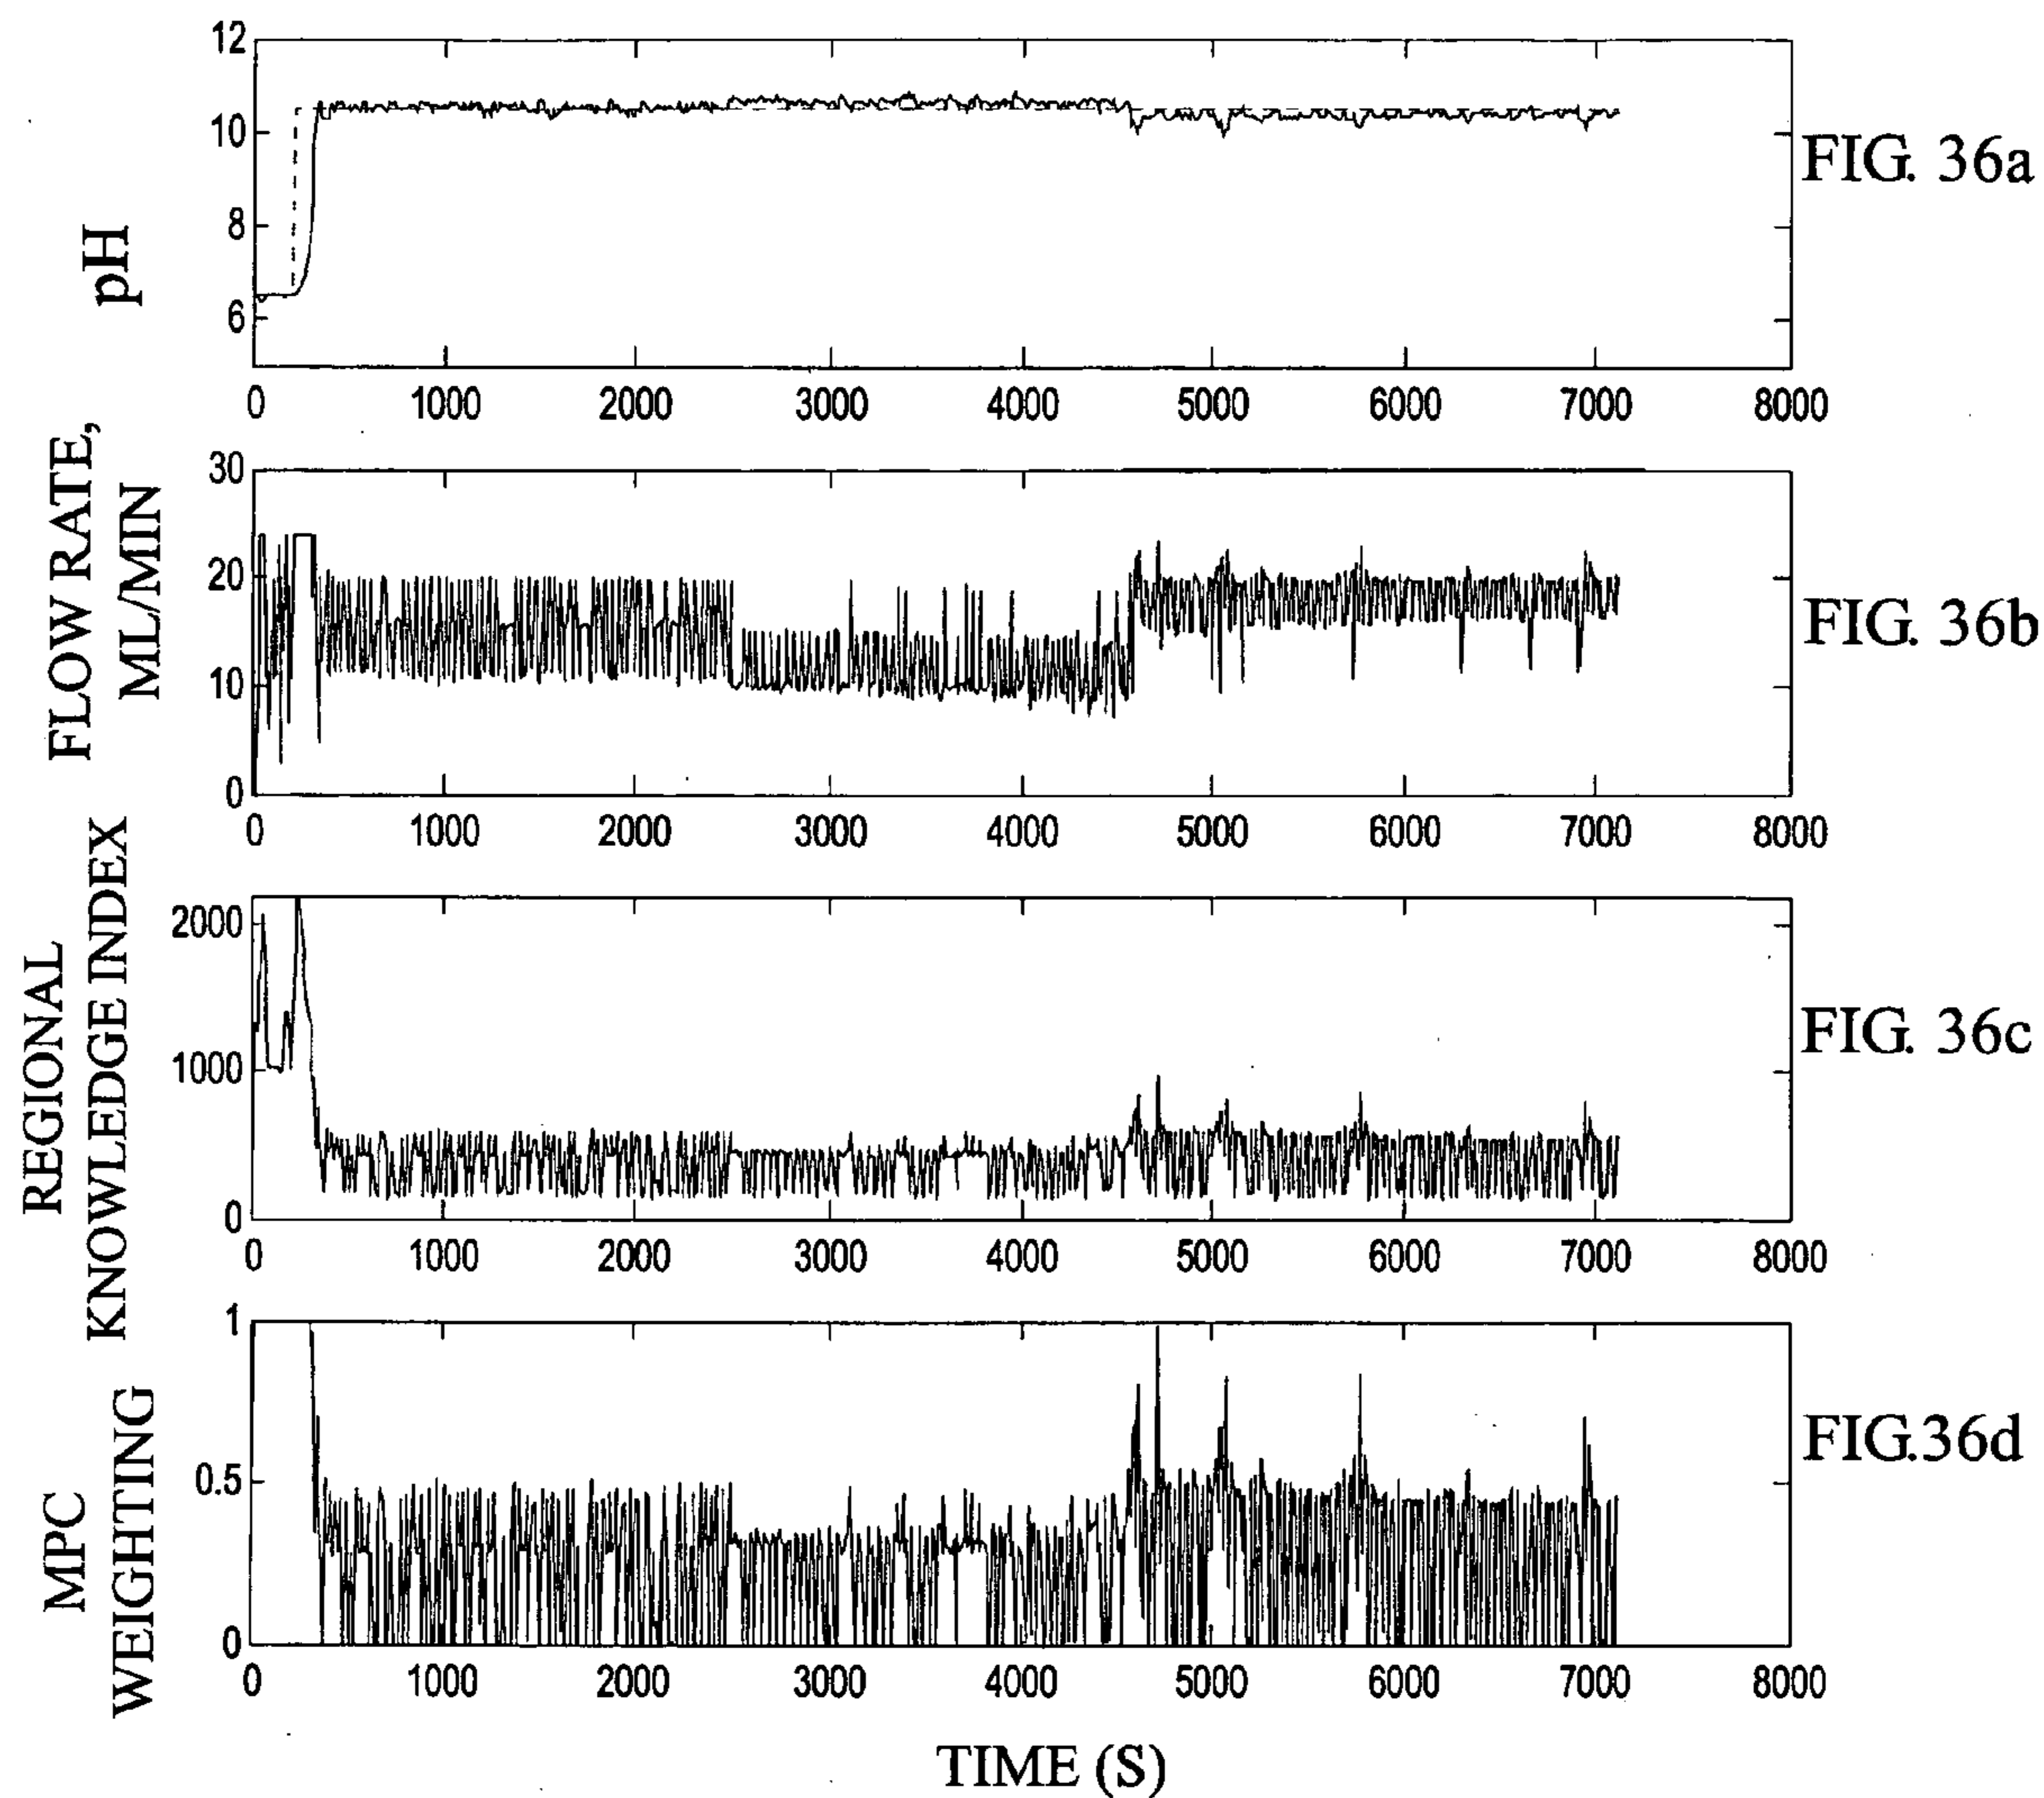 12
10
8
6
pH
0 1000 2000 3000 4000 5000 6000 7000 8000
FIG. 36a
30
20
10
0
FLOW RATE,
ML/MIN
0 1000 2000 3000 4000 5000 6000 7000 8000
FIG. 36b
2000
1000
0
REGIONAL
KNOWLEDGE INDEX
0 1000 2000 3000 4000 5000 6000 7000 8000
FIG. 36c
1
0.5
0
MPC
WEIGHTING
0 1000 2000 3000 4000 5000 6000 7000 8000
FIG.36d
TIME (S)